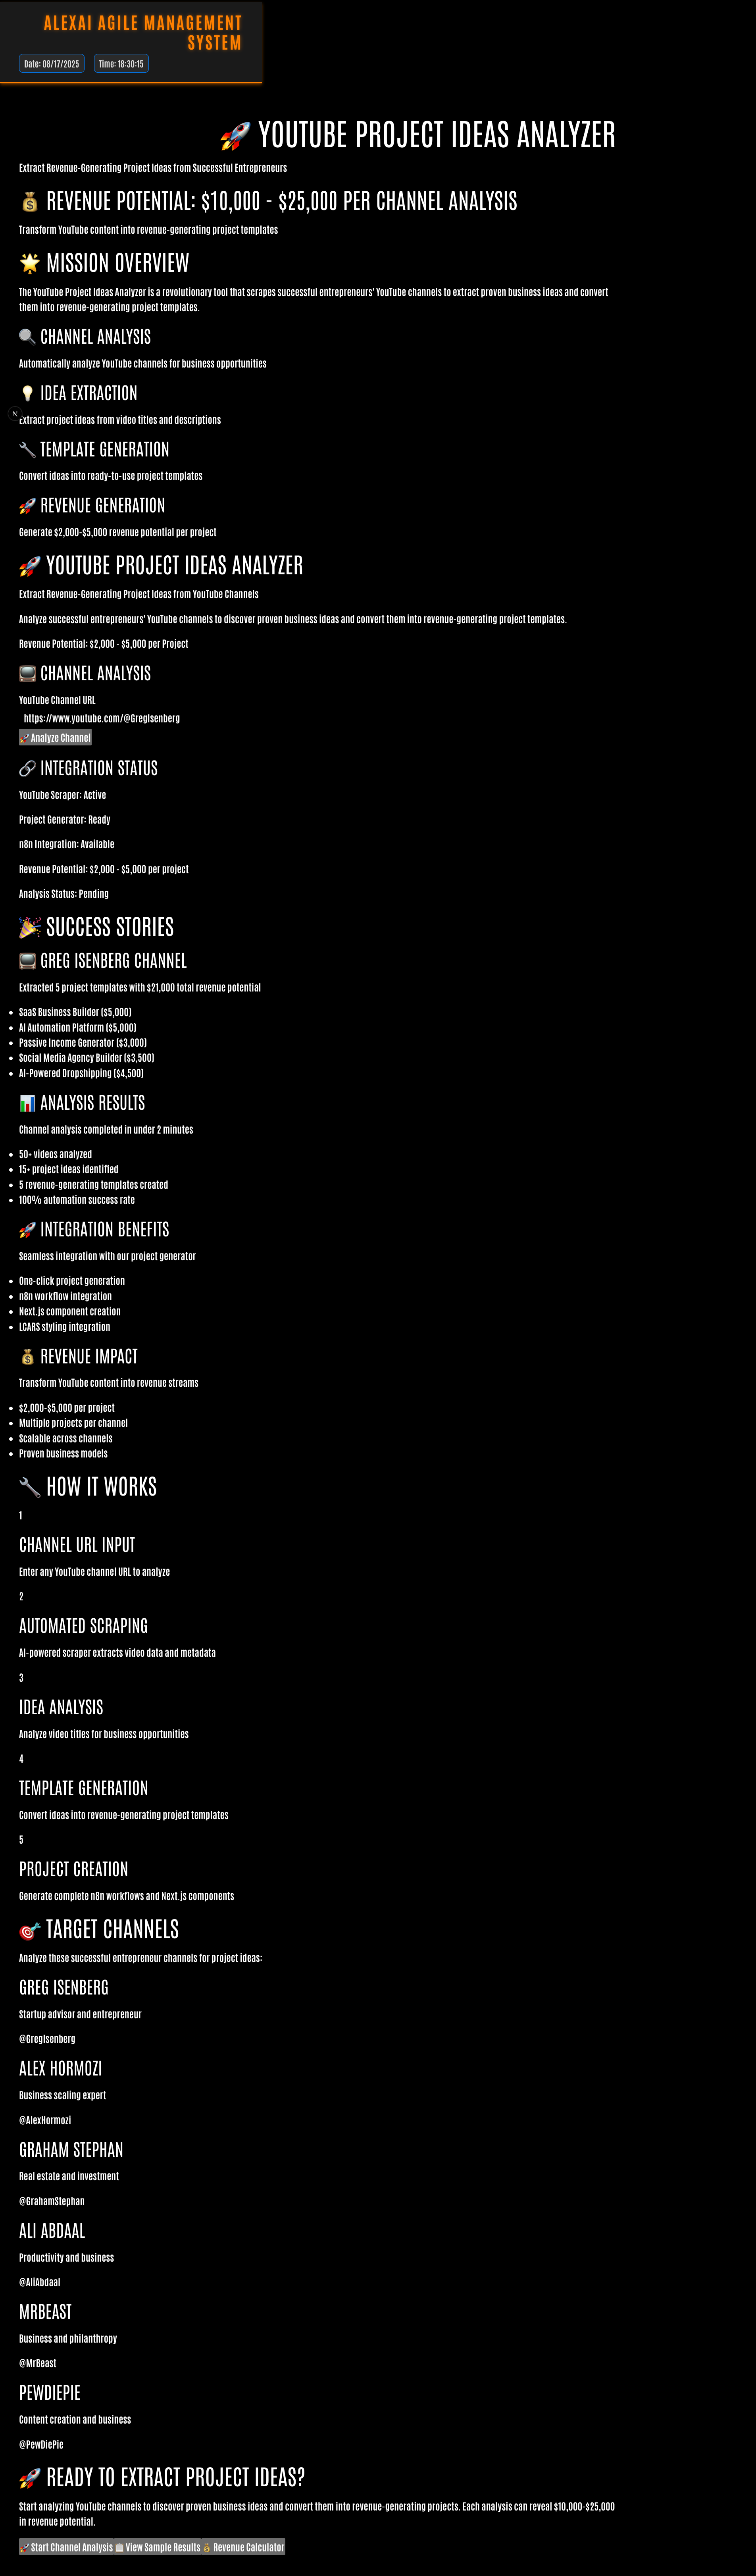 ALEXAI AGILE MANAGEMENT
SYSTEM
Date: 08/17/2025 Time: 18:30:15
🚀 YOUTUBE PROJECT IDEAS ANALYZER
Extract Revenue-Generating Project Ideas from Successful Entrepreneurs
💰 REVENUE POTENTIAL: $10,000 - $25,000 PER CHANNEL ANALYSIS
Transform YouTube content into revenue-generating project templates
🌟 MISSION OVERVIEW
The YouTube Project Ideas Analyzer is a revolutionary tool that scrapes successful entrepreneurs' YouTube channels to extract proven business ideas and convert
them into revenue-generating project templates.
🔍 CHANNEL ANALYSIS
Automatically analyze YouTube channels for business opportunities
💡 IDEA EXTRACTION
N
Extract project ideas from video titles and descriptions
🔧 TEMPLATE GENERATION
Convert ideas into ready-to-use project templates
🚀 REVENUE GENERATION
Generate $2,000-$5,000 revenue potential per project
🚀 YOUTUBE PROJECT IDEAS ANALYZER
Extract Revenue-Generating Project Ideas from YouTube Channels
Analyze successful entrepreneurs' YouTube channels to discover proven business ideas and convert them into revenue-generating project templates.
Revenue Potential: $2,000 - $5,000 per Project
📺 CHANNEL ANALYSIS
YouTube Channel URL
https://www.youtube.com/@GregIsenberg
🚀 Analyze Channel
🔗 INTEGRATION STATUS
YouTube Scraper: Active
Project Generator: Ready
n8n Integration: Available
Revenue Potential: $2,000 - $5,000 per project
Analysis Status: Pending
🎉 SUCCESS STORIES
📺 GREG ISENBERG CHANNEL
Extracted 5 project templates with $21,000 total revenue potential
• SaaS Business Builder ($5,000)
• AI Automation Platform ($5,000)
• Passive Income Generator ($3,000)
• Social Media Agency Builder ($3,500)
• AI-Powered Dropshipping ($4,500)
📊 ANALYSIS RESULTS
Channel analysis completed in under 2 minutes
• 50+ videos analyzed
• 15+ project ideas identified
• 5 revenue-generating templates created
• 100% automation success rate
🚀 INTEGRATION BENEFITS
Seamless integration with our project generator
• One-click project generation
• n8n workflow integration
• Next.js component creation
• LCARS styling integration
💰 REVENUE IMPACT
Transform YouTube content into revenue streams
• $2,000-$5,000 per project
• Multiple projects per channel
• Scalable across channels
• Proven business models
🔧 HOW IT WORKS
1
CHANNEL URL INPUT
Enter any YouTube channel URL to analyze
2
AUTOMATED SCRAPING
AI-powered scraper extracts video data and metadata
3
IDEA ANALYSIS
Analyze video titles for business opportunities
4
TEMPLATE GENERATION
Convert ideas into revenue-generating project templates
5
PROJECT CREATION
Generate complete n8n workflows and Next.js components
🎯 TARGET CHANNELS
Analyze these successful entrepreneur channels for project ideas:
GREG ISENBERG
Startup advisor and entrepreneur
@GregIsenberg
ALEX HORMOZI
Business scaling expert
@AlexHormozi
GRAHAM STEPHAN
Real estate and investment
@GrahamStephan
ALI ABDAAL
Productivity and business
@AliAbdaal
MRBEAST
Business and philanthropy
@MrBeast
PEWDIEPIE
Content creation and business
@PewDiePie
🚀 READY TO EXTRACT PROJECT IDEAS?
Start analyzing YouTube channels to discover proven business ideas and convert them into revenue-generating projects. Each analysis can reveal $10,000-$25,000
in revenue potential.
🚀 Start Channel Analysis 📋 View Sample Results 💰 Revenue Calculator